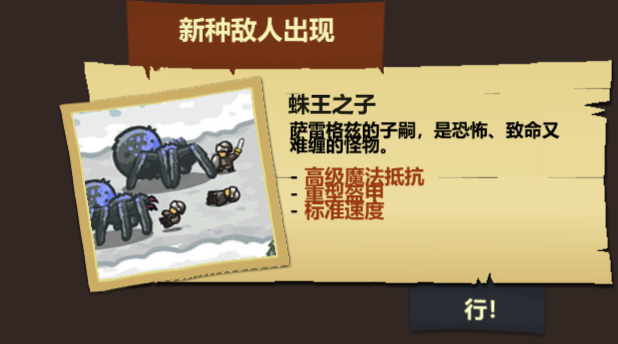 新种敌人出现
蛛王之子
萨雷格兹的子嗣，是恐怖、致命又
难缠的怪物。
- 高级魔法抵抗
- 重型盔甲
- 标准速度
行!